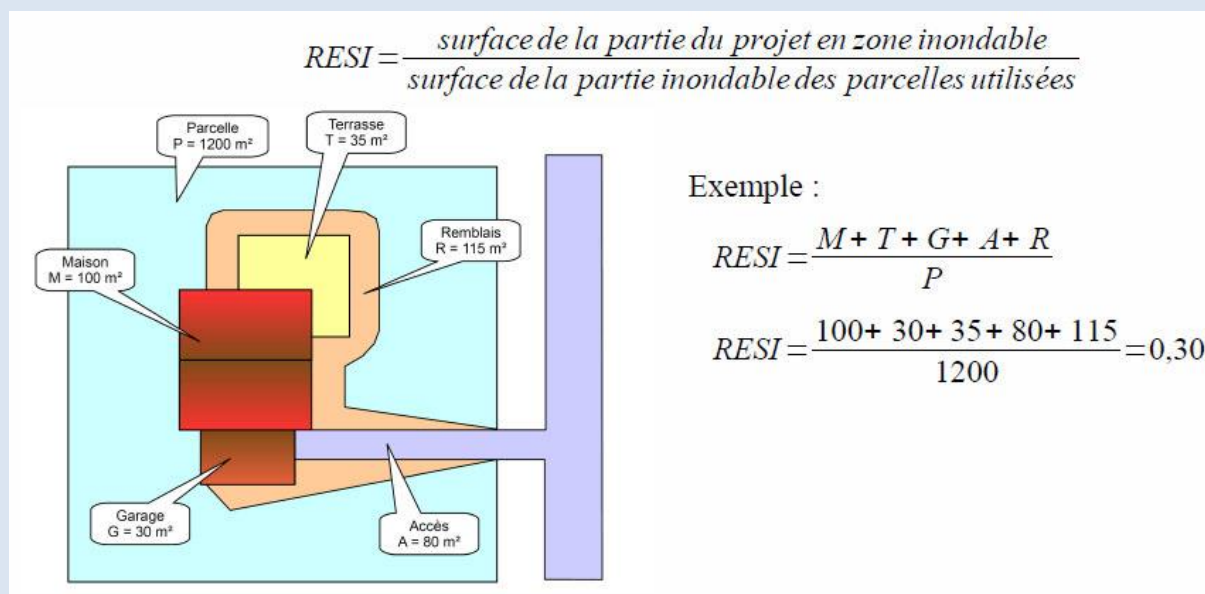 RESI = surface de la partie du projet en zone inondable
surface de la partie inondable des parcelles utilisées
Parcelle
P = 1200 m²
Terrasse
T = 35 m²
Remblais
R = 115 m²
Maison
M = 100 m²
Garage
G = 30 m²
Accès
A = 80 m²
Exemple :
RESI = M + T + G + A + R
P
RESI = 100 + 30 + 35 + 80 + 115 = 0,30
1200